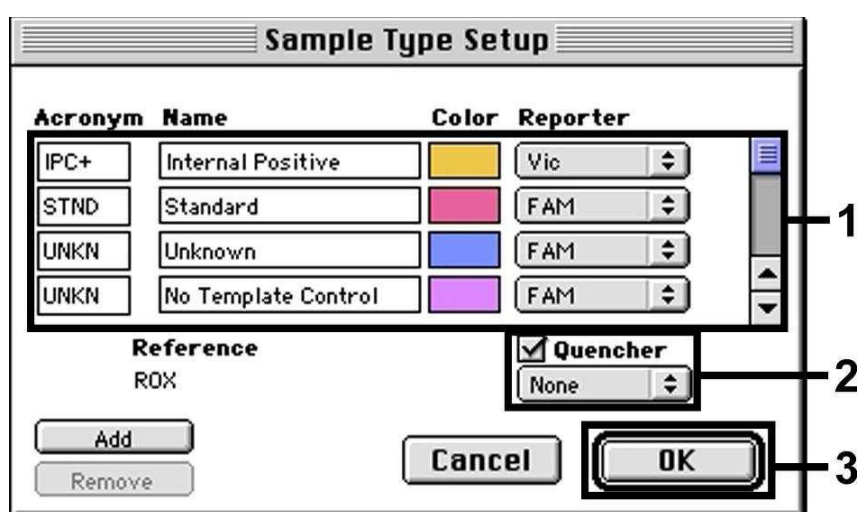 Sample Type Setup
Acronym Name Color Reporter
IPC+ Internal Positive Vic
STND Standard FAM
UNKN Unknown FAM
UNKN No Template Control FAM
1
Reference Quencher
ROX None
2
Add
Remove
Cancel OK
3